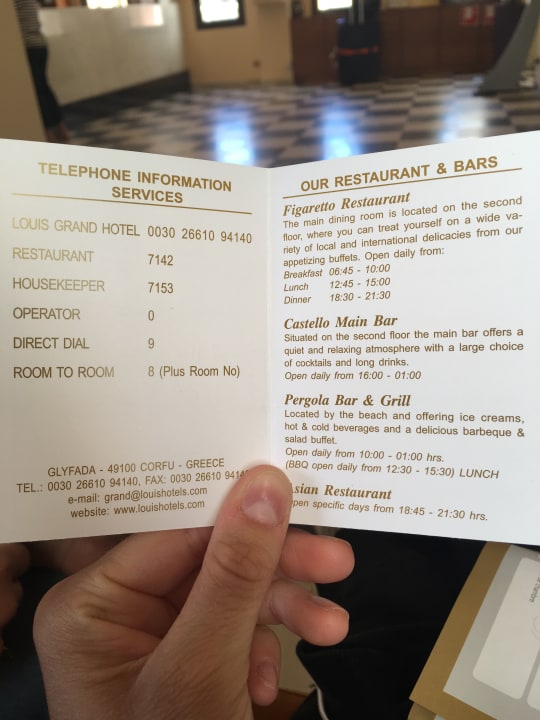 TELEPHONE INFORMATION
SERVICES
LOUIS GRAND HOTEL 0030 26610 94140
RESTAURANT 7142
HOUSEKEEPER 7153
OPERATOR 0
DIRECT DIAL 9
ROOM TO ROOM 8 (Plus Room No)
GLYFADA - 49100 CORFU - GREECE
TEL.: 0030 26610 94140, FAX: 0030 26610 9414
e-mail: grand@louishotels.com
website: www.louishotels.com
OUR RESTAURANT & BARS
Figaretto Restaurant
The main dining room is located on the second
floor, where you can treat yourself on a wide va-
riety of local and international delicacies from our
appetizing buffets. Open daily from:
Breakfast 06:45 - 10:00
Lunch 12:45 - 15:00
Dinner 18:30 - 21:30
Castello Main Bar
Situated on the second floor the main bar offers a
quiet and relaxing atmosphere with a large choice
of cocktails and long drinks.
Open daily from 16:00 - 01:00
Pergola Bar & Grill
Located by the beach and offering ice creams,
hot & cold beverages and a delicious barbeque &
salad buffet.
Open daily from 10:00 - 01:00 hrs.
(BBQ open daily from 12:30 - 15:30) LUNCH
Asian Restaurant
Open specific days from 18:45 - 21:30 hrs.